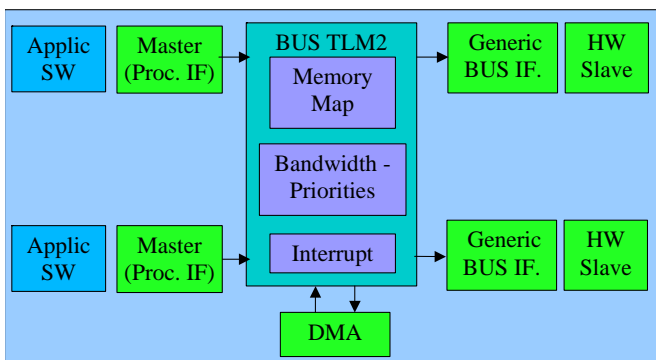 Applic
SW
Master
(Proc. IF)
BUS TLM2
Memory
Map
Bandwidth -
Priorities
Interrupt
Generic
BUS IF.
HW
Slave
Applic
SW
Master
(Proc. IF)
Generic
BUS IF.
HW
Slave
DMA